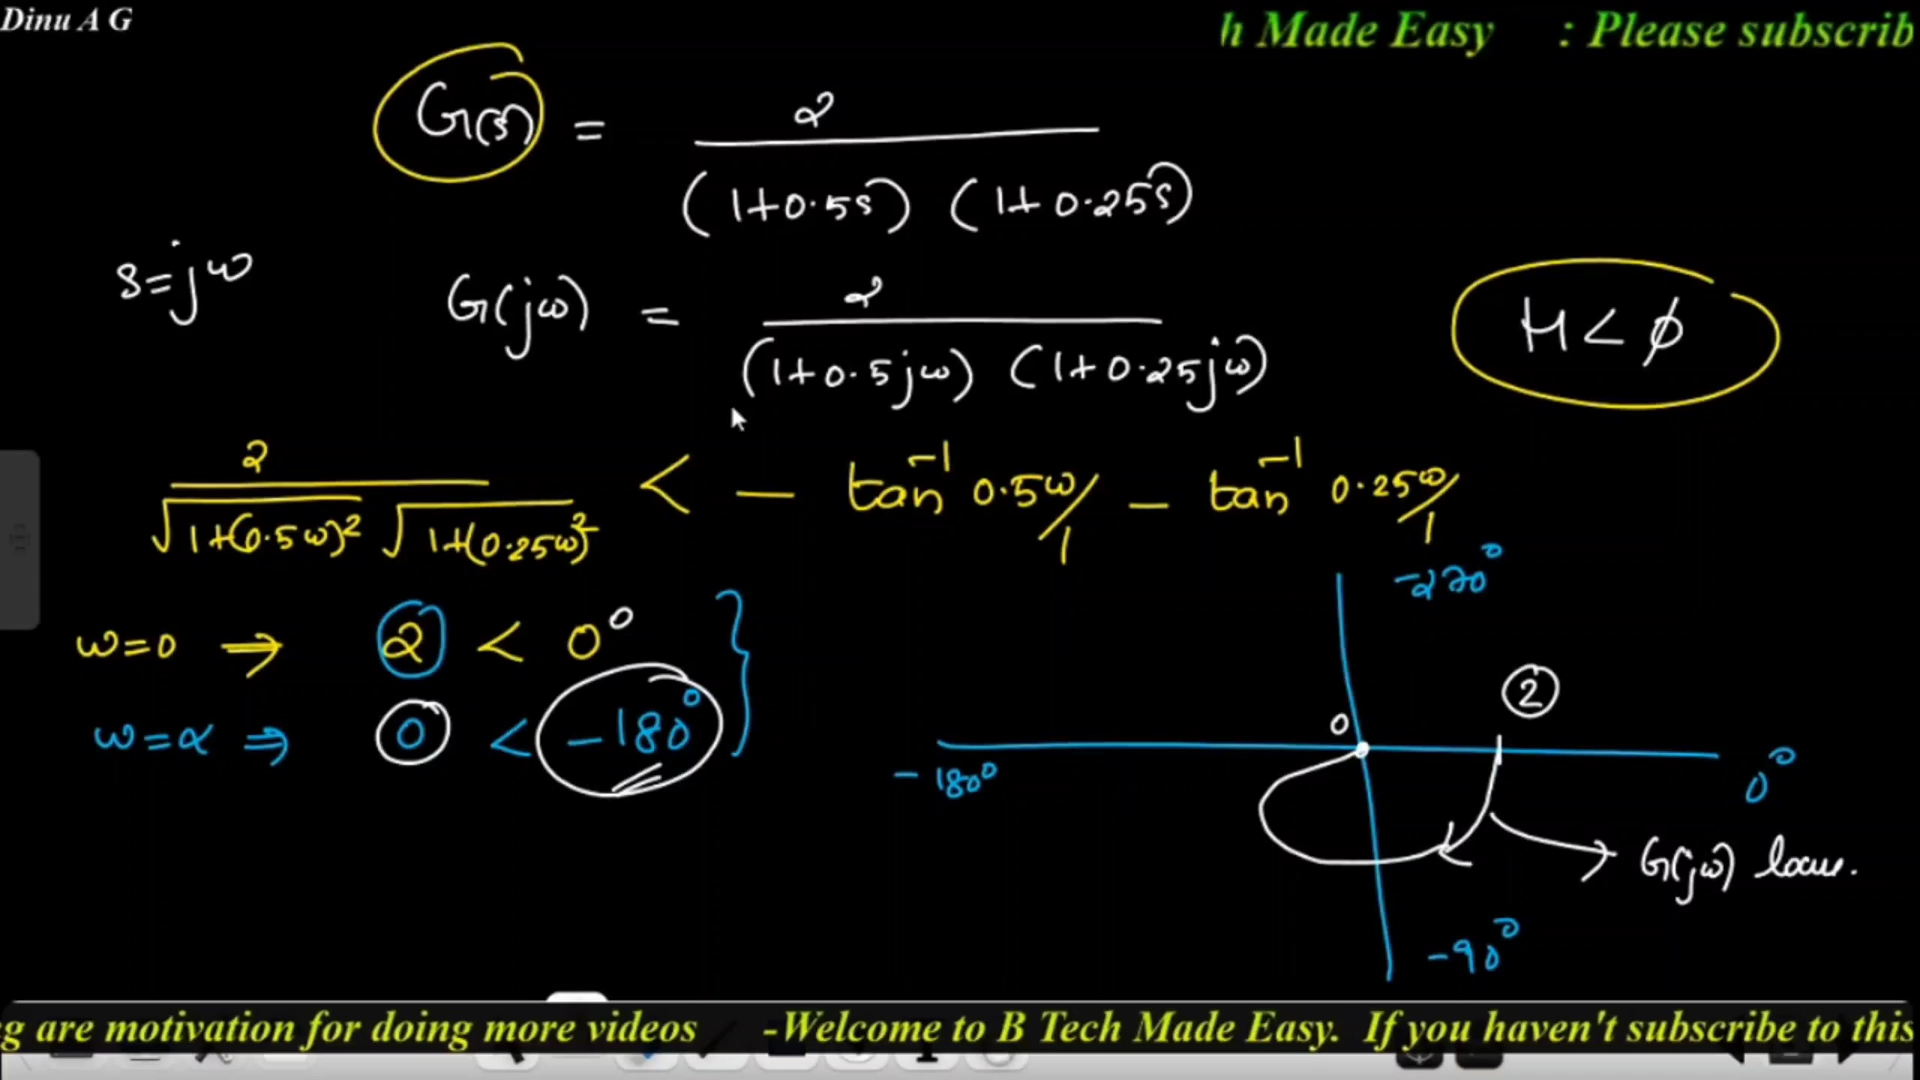 Dinu A G
h Made Easy : Please subscrib
G(s) = 2 / (1+0.5s) (1+0.25s)
s=jω
G(jω) = 2 / (1+0.5jω) (1+0.25jω)
M<ϕ
2 / √1+(0.5ω)² √1+(0.25ω)² < - tan⁻¹ 0.5ω/1 - tan⁻¹ 0.25ω/1
ω=0 ⇒ 2 < 0°
ω=α ⇒ 0 < -180°
-270°
2
0
-180°
0°
G(jω) locus.
-90°
g are motivation for doing more videos -Welcome to B Tech Made Easy. If you haven't subscribe to this